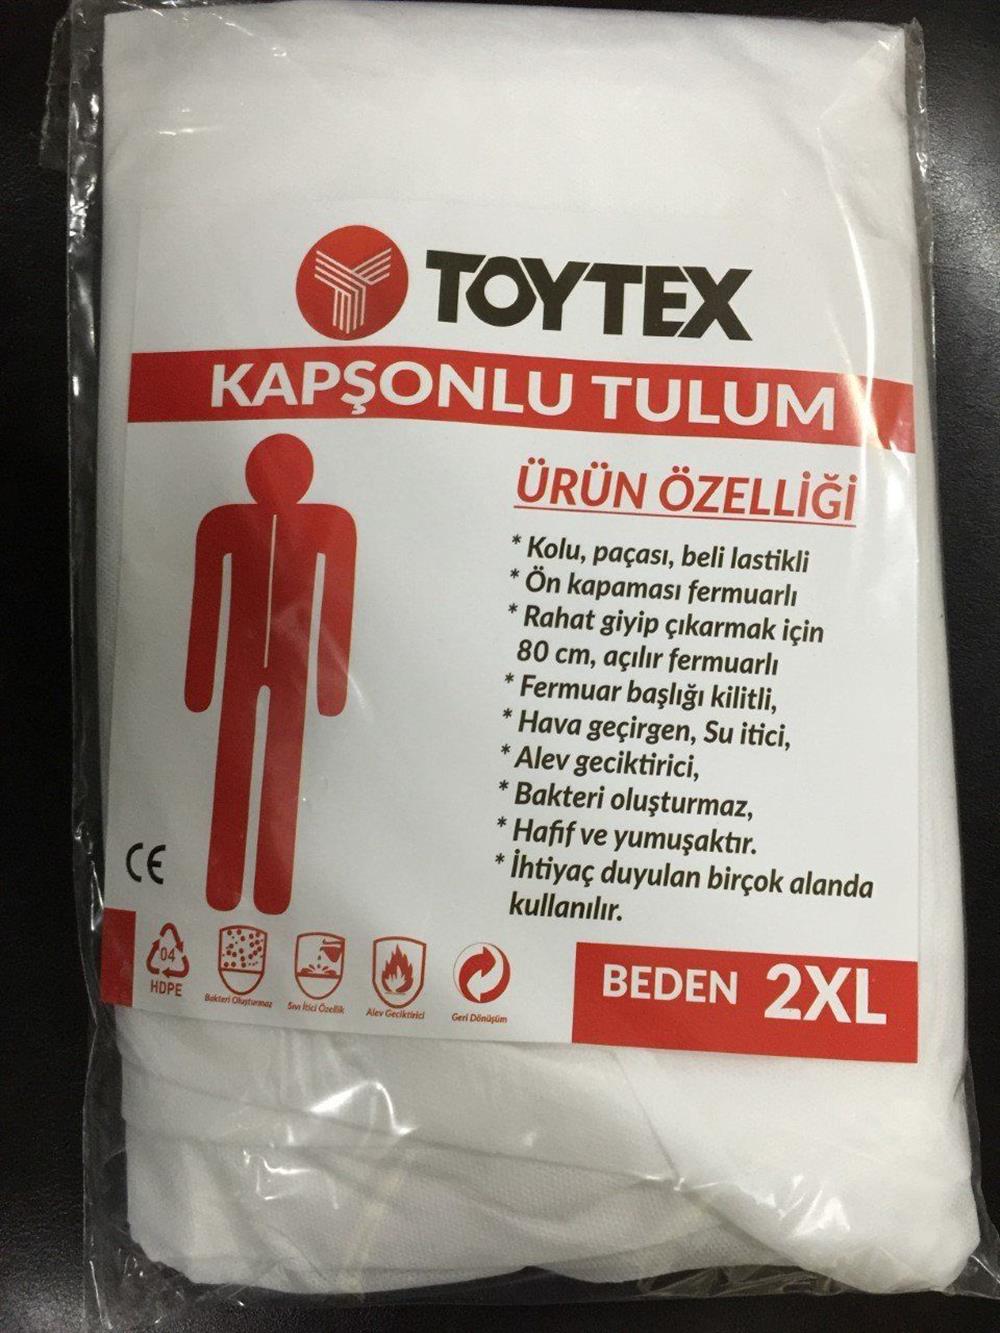 TOYTEX
KAPŞONLU TULUM
ÜRÜN ÖZELLİĞİ
* Kolu, paçası, beli lastikli
* Ön kapaması fermuarlı
* Rahat giyip çıkarmak için
80 cm, açılır fermuarlı
* Fermuar başlığı kilitli,
* Hava geçirgen, Su itici,
* Alev geciktirici,
* Bakteri oluşturmaz,
* Hafif ve yumuşaktır.
* İhtiyaç duyulan birçok alanda
kullanılır.
CE
04
HDPE
Bakteri Oluşturmaz
Sıvı İtici Özellik
Alev Geciktirici
Geri Dönüşüm
BEDEN 2XL